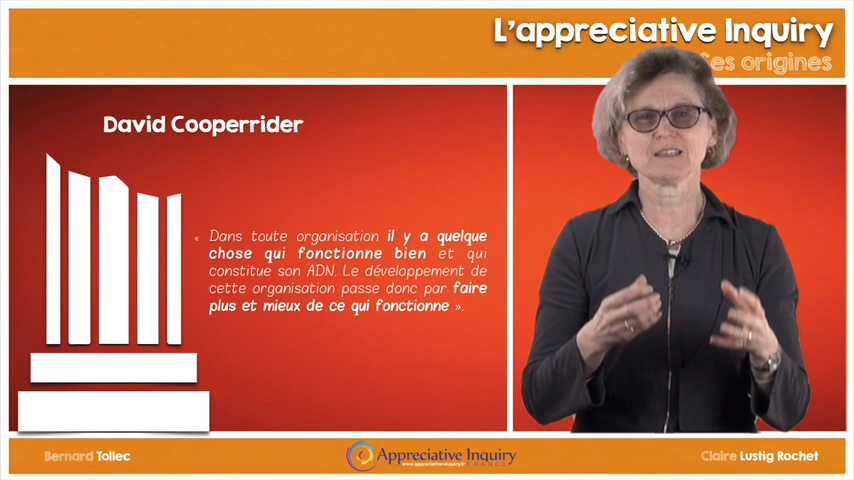 L'appreciative Inquiry
Ses origines
David Cooperrider
« Dans toute organisation il y a quelque
chose qui fonctionne bien et qui
constitue son ADN. Le développement de
cette organisation passe donc par faire
plus et mieux de ce qui fonctionne ».
Bernard Tollec
Appreciative Inquiry
www.appreciative-inquiry.fr FRANCE
Claire Lustig Rochet